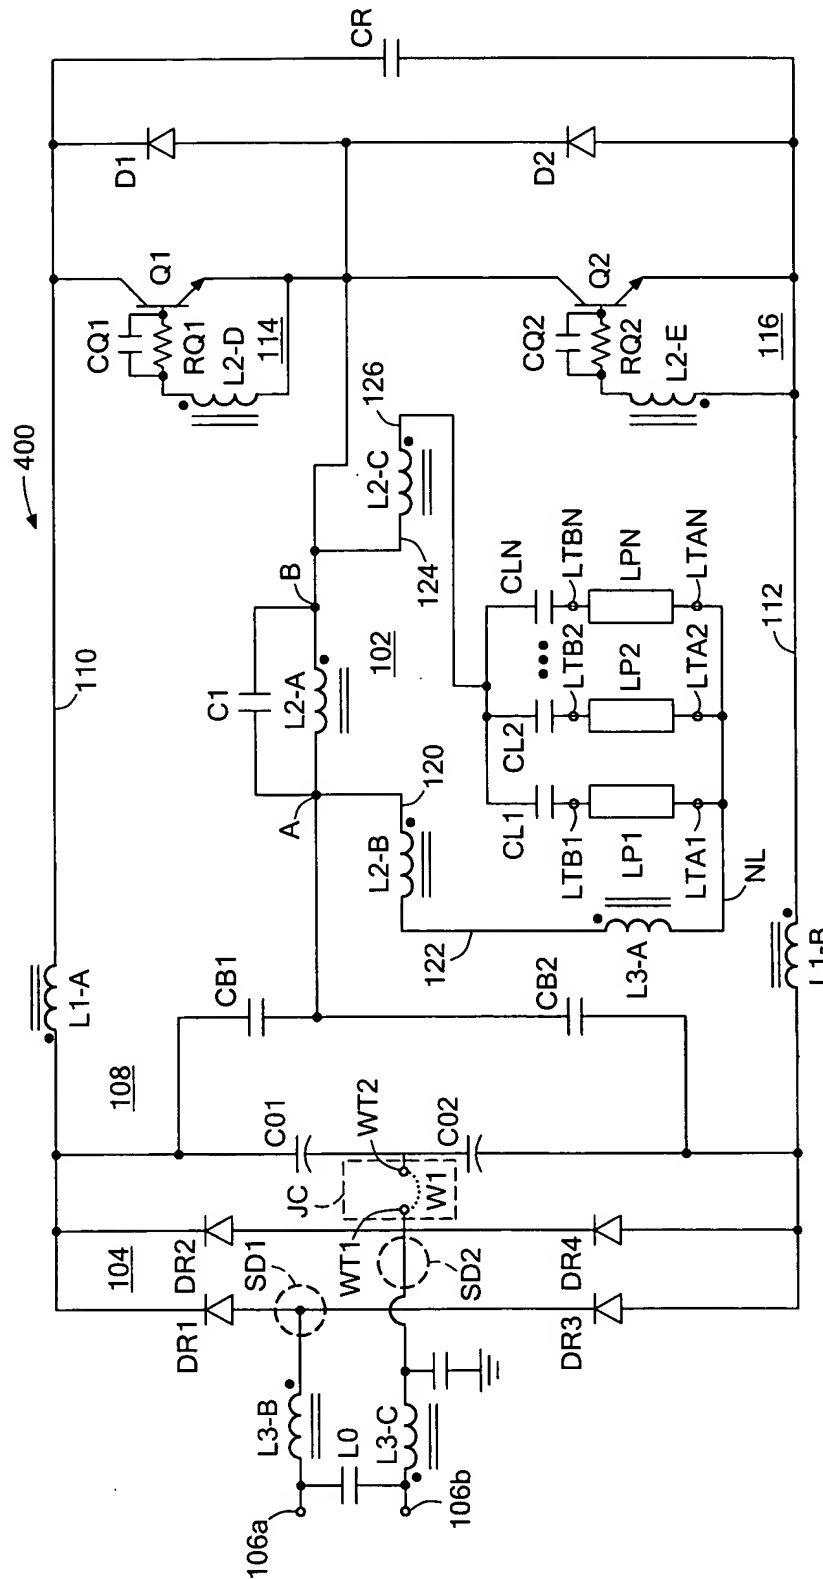 400
110
L1-A
108
104
DR1
DR2
SD1
L3-B
106a
L0
L3-C
106b
DR3
DR4
SD2
WT1
WT2
JC
W1
C01
C02
CB1
CB2
A
C1
L2-A
B
102
120
L2-B
122
L3-A
L2-C
124
126
CL1
CL2
CLN
LTB1
LTB2
LTBN
LP1
LP2
LPN
LTA1
LTA2
LTAN
NL
112
L1-B
CQ1
RQ1
L2-D
114
Q1
D1
CR
CQ2
RQ2
L2-E
116
Q2
D2